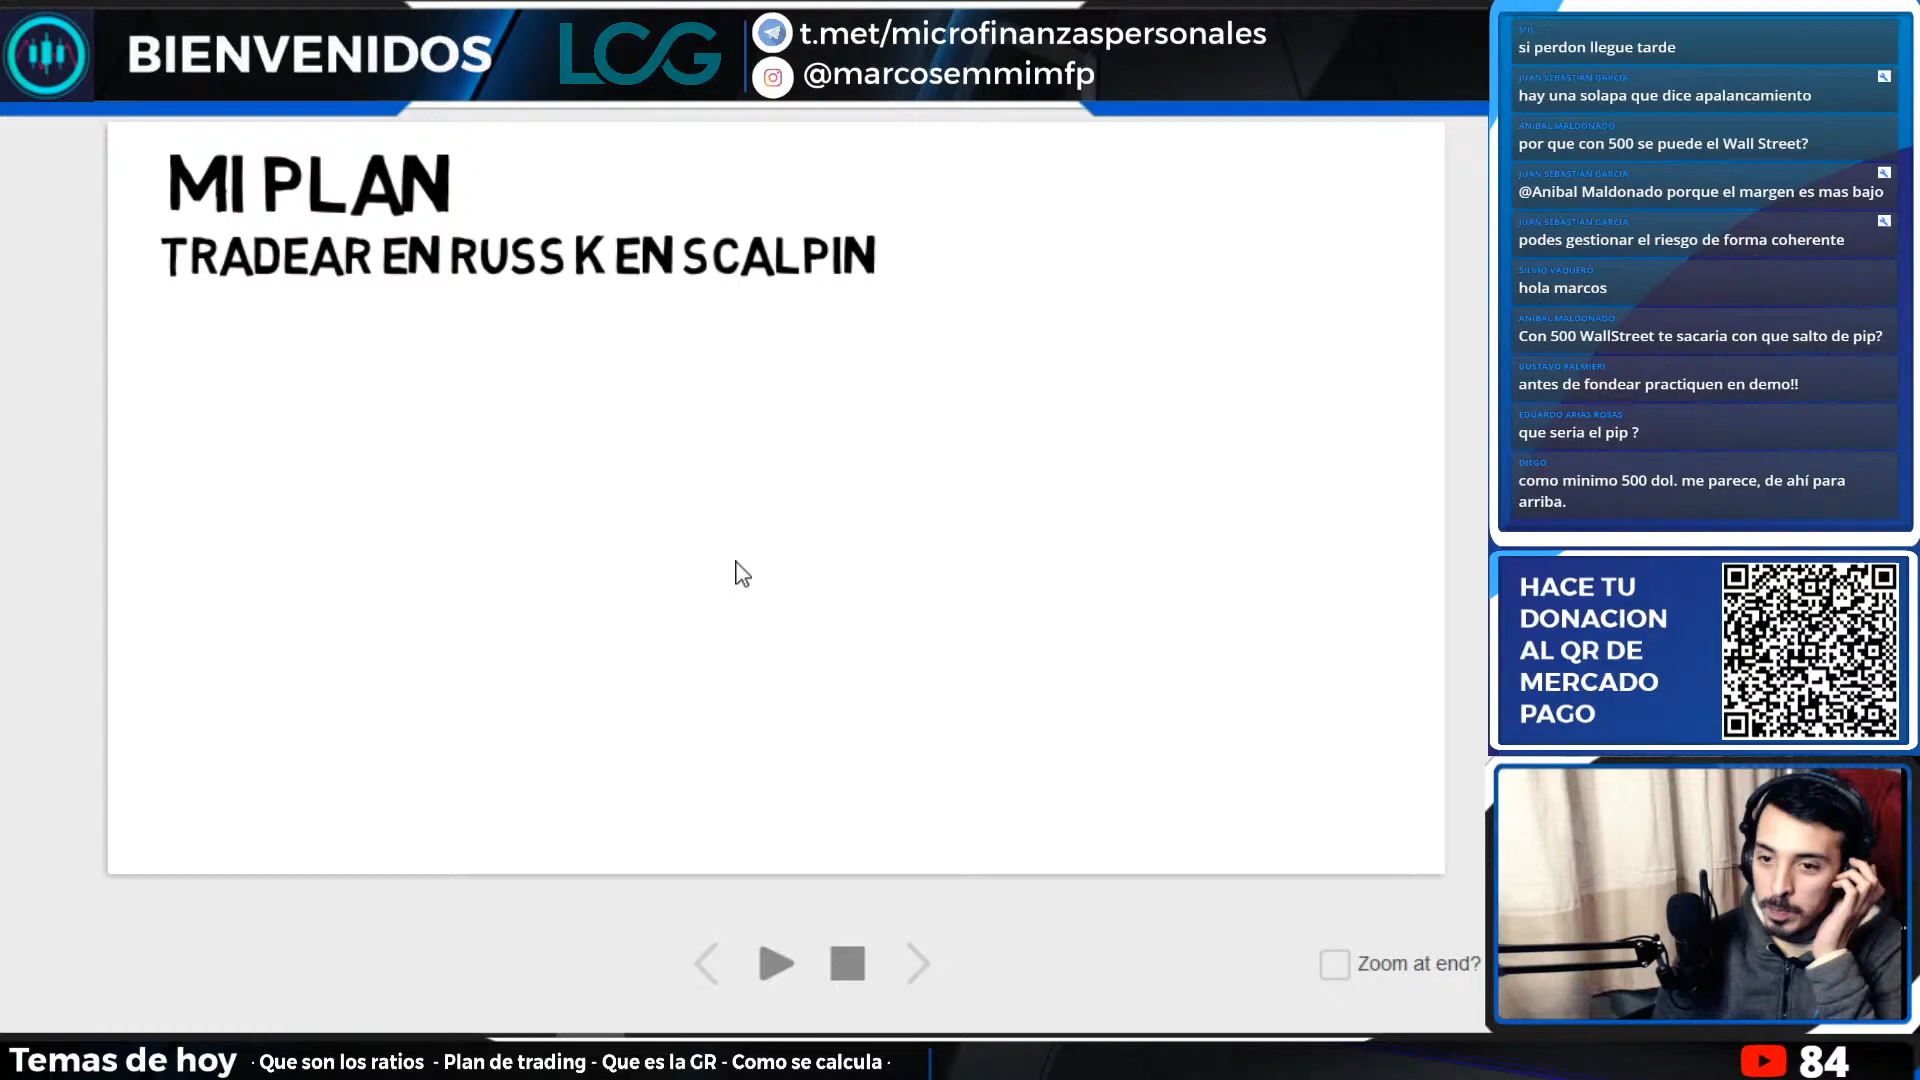 BIENVENIDOS
LCG
t.met/microfinanzaspersonales
@marcosemmimfp
MI PLAN
TRADEAR EN RUSSK EN SCALPIN
Zoom at end?
MIL
si perdon llegue tarde
JUAN SEBASTIAN GARCIA
hay una solapa que dice apalancamiento
ANIBAL MALDONADO
por que con 500 se puede el Wall Street?
JUAN SEBASTIAN GARCIA
@Anibal Maldonado porque el margen es mas bajo
JUAN SEBASTIAN GARCIA
podes gestionar el riesgo de forma coherente
SILVIO VAQUERO
hola marcos
ANIBAL MALDONADO
Con 500 WallStreet te sacaria con que salto de pip?
GUSTAVO PALMIERI
antes de fondear practiquen en demo!!
EDUARDO ARIAS ROSAS
que seria el pip ?
DIEGO
como minimo 500 dol. me parece, de ahí para
arriba.
HACE TU
DONACION
AL QR DE
MERCADO
PAGO
Temas de hoy · Que son los ratios - Plan de trading - Que es la GR - Como se calcula ·
84